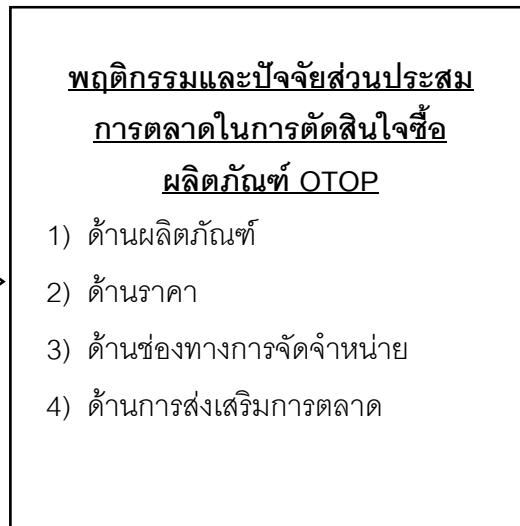 พฤติกรรมและปัจจัยส่วนประสม
การตลาดในการตัดสินใจซื้อ
ผลิตภัณฑ์ OTOP
1) ด้านผลิตภัณฑ์
2) ด้านราคา
3) ด้านช่องทางการจัดจำหน่าย
4) ด้านการส่งเสริมการตลาด